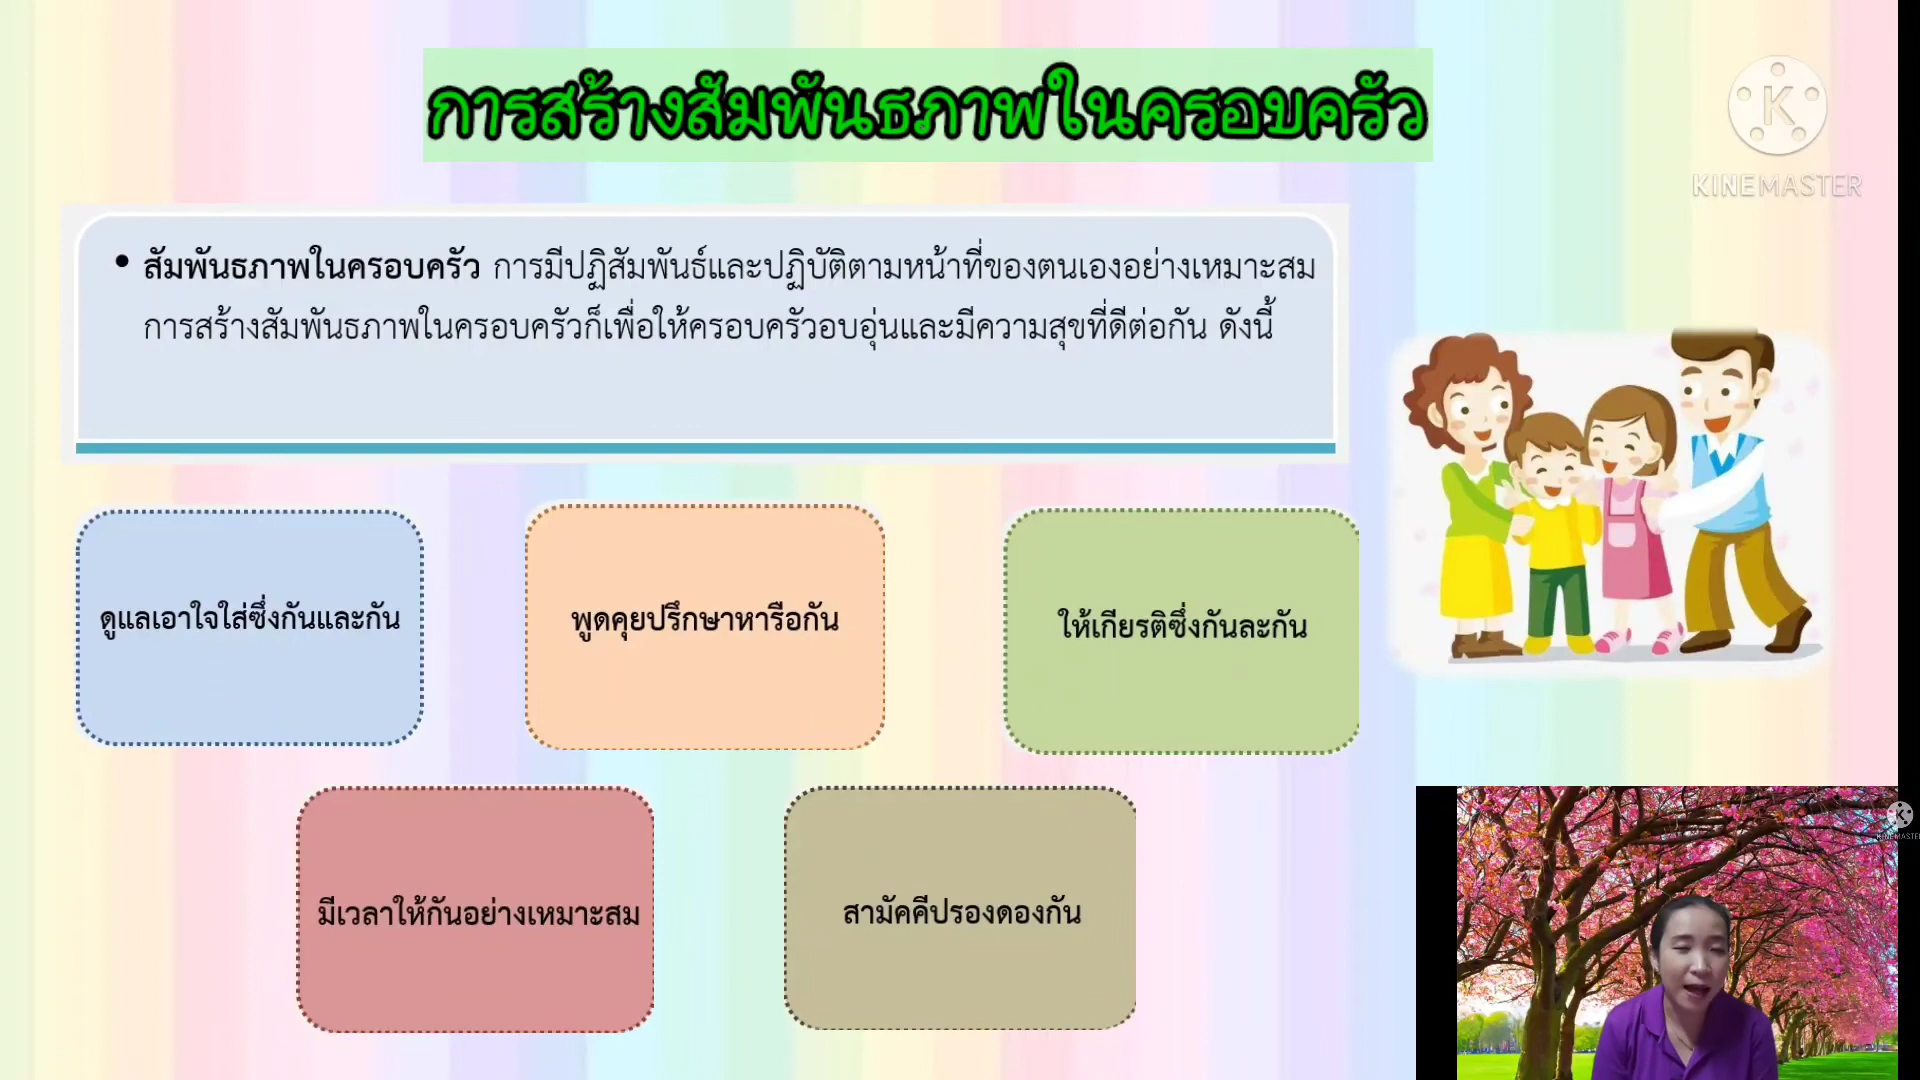 การสร้างสัมพันธภาพในครอบครัว
K
KINEMASTER
• สัมพันธภาพในครอบครัว การมีปฏิสัมพันธ์และปฏิบัติตามหน้าที่ของตนเองอย่างเหมาะสม
การสร้างสัมพันธภาพในครอบครัวก็เพื่อให้ครอบครัวอบอุ่นและมีความสุขที่ดีต่อกัน ดังนี้
ดูแลเอาใจใส่ซึ่งกันและกัน
พูดคุยปรึกษาหารือกัน
ให้เกียรติซึ่งกันละกัน
มีเวลาให้กันอย่างเหมาะสม
สามัคคีปรองดองกัน
K
KINEMASTER